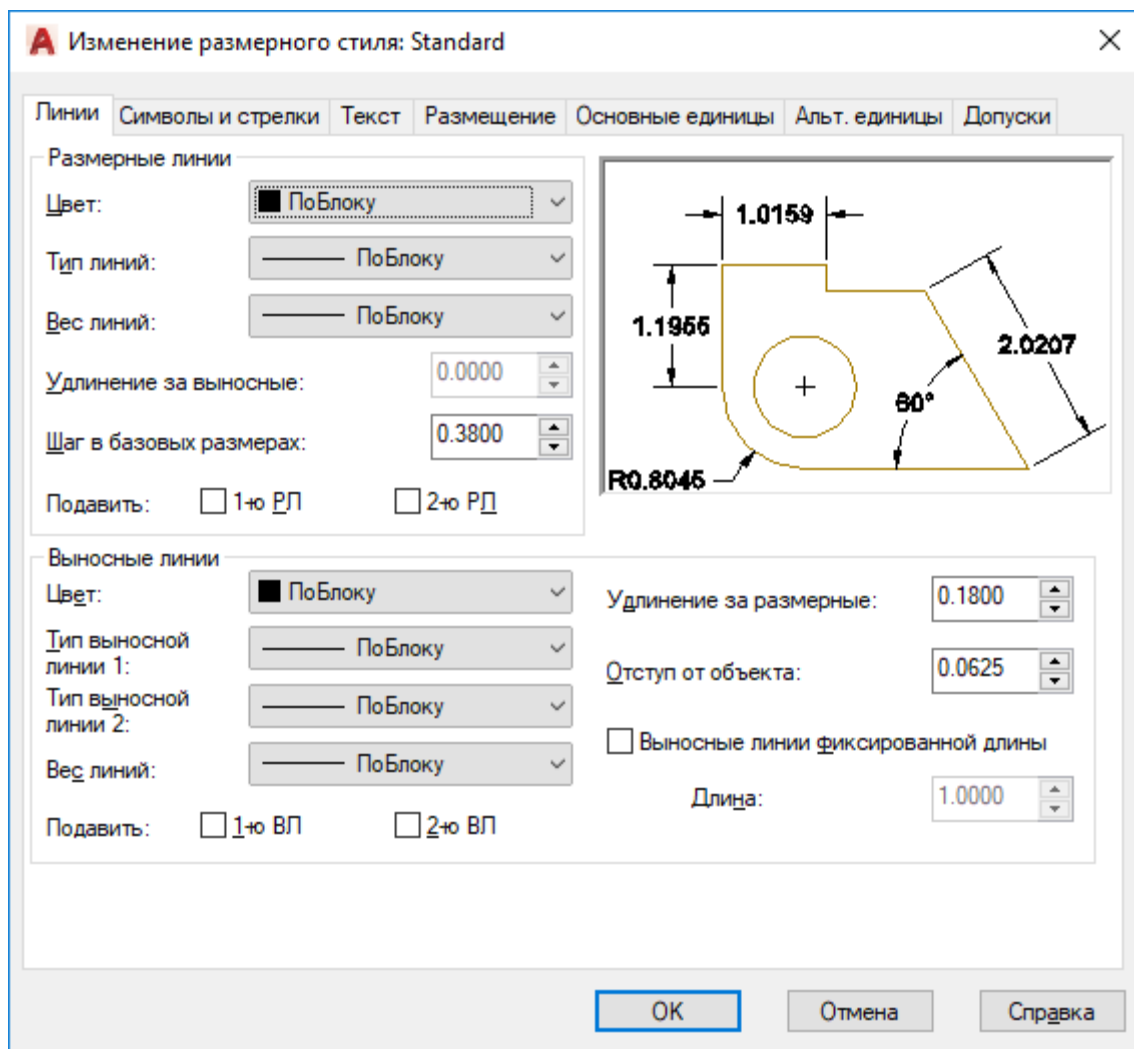 Изменение размерного стиля: Standard
Линии Символы и стрелки Текст Размещение Основные единицы Альт. единицы Допуски
Размерные линии
Цвет: ПоБлоку
Тип линий: ПоБлоку
Вес линий: ПоБлоку
Удлинение за выносные: 0.0000
Шаг в базовых размерах: 0.3800
Подавить: 1-ю РЛ 2-ю РЛ
1.0159
1.1955
2.0207
60°
R0.8045
Выносные линии
Цвет: ПоБлоку
Тип выносной
линии 1: ПоБлоку
Тип выносной
линии 2: ПоБлоку
Вес линий: ПоБлоку
Подавить: 1-ю ВЛ 2-ю ВЛ
Удлинение за размерные: 0.1800
Отступ от объекта: 0.0625
Выносные линии фиксированной длины
Длина: 1.0000
OK Отмена Справка